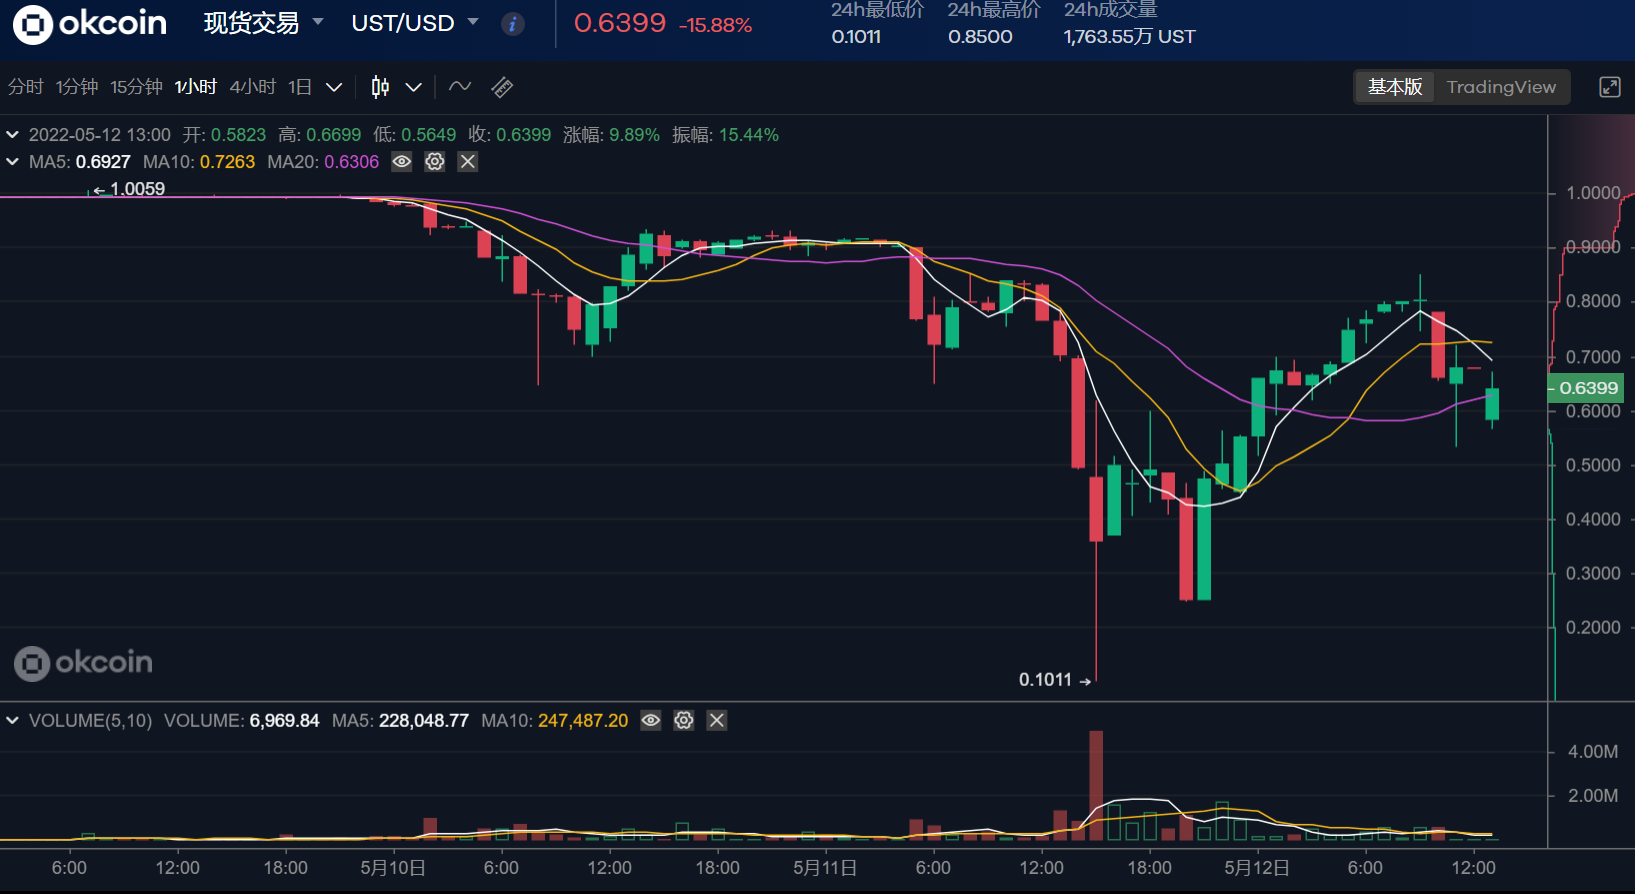 okcoin 现货交易 UST/USD i 0.6399 -15.88% 24h最低价 24h最高价 24h成交量
0.1011 0.8500 1,763.55万 UST
分时 1分钟 15分钟 1小时 4小时 1日 基本版 TradingView
2022-05-12 13:00 开: 0.5823 高: 0.6699 低: 0.5649 收: 0.6399 涨幅: 9.89% 振幅: 15.44%
MA5: 0.6927 MA10: 0.7263 MA20: 0.6306
←1.0059
1.0000
0.9000
0.8000
0.7000
0.6399
0.6000
0.5000
0.4000
0.3000
0.2000
okcoin
0.1011→
VOLUME(5,10) VOLUME: 6,969.84 MA5: 228,048.77 MA10: 247,487.20
4.00M
2.00M
6:00 12:00 18:00 5月10日 6:00 12:00 18:00 5月11日 6:00 12:00 18:00 5月12日 6:00 12:00